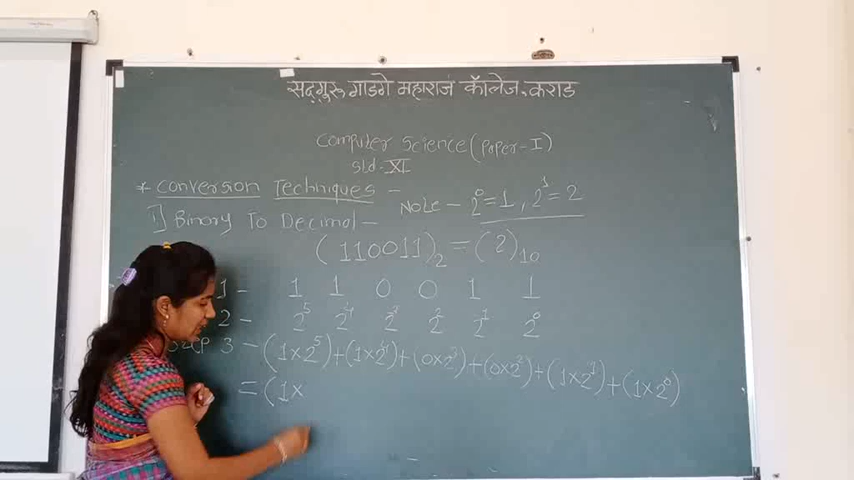 सद्गुरू गाडगे महाराज कॉलेज, कराड
Computer Science (Paper-I)
Std-XI
* Conversion Techniques -
Note - 2⁰=1, 2¹=2
1) Binary To Decimal -
(110011)₂ = (?)₁₀
1 - 1 1 0 0 1 1
2 - 2⁵ 2⁴ 2³ 2² 2¹ 2⁰
Step 3 - (1×2⁵)+(1×2⁴)+(0×2³)+(0×2²)+(1×2¹)+(1×2⁰)
=(1×